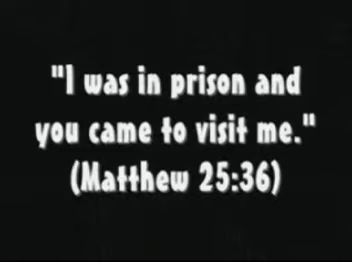 "I was in prison and
you came to visit me."
(Matthew 25:36)